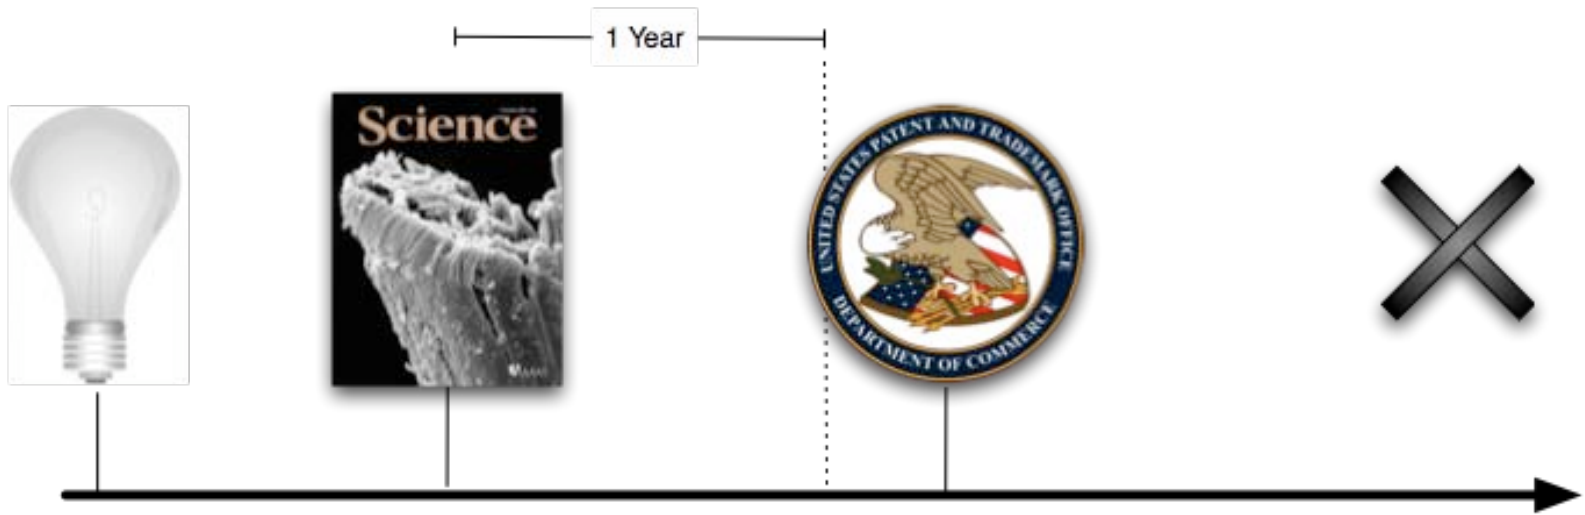 1 Year
Science
UNITED STATES PATENT AND TRADEMARK OFFICE
DEPARTMENT OF COMMERCE